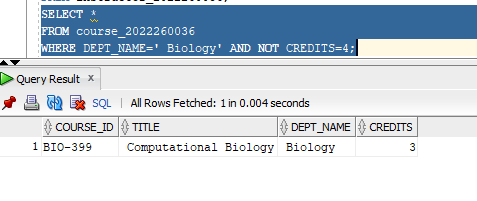 SELECT *
FROM course_2022260036
WHERE DEPT_NAME=' Biology' AND NOT CREDITS=4;
Query Result x
SQL | All Rows Fetched: 1 in 0.004 seconds
COURSE_ID TITLE DEPT_NAME CREDITS
1 BIO-399 Computational Biology Biology 3